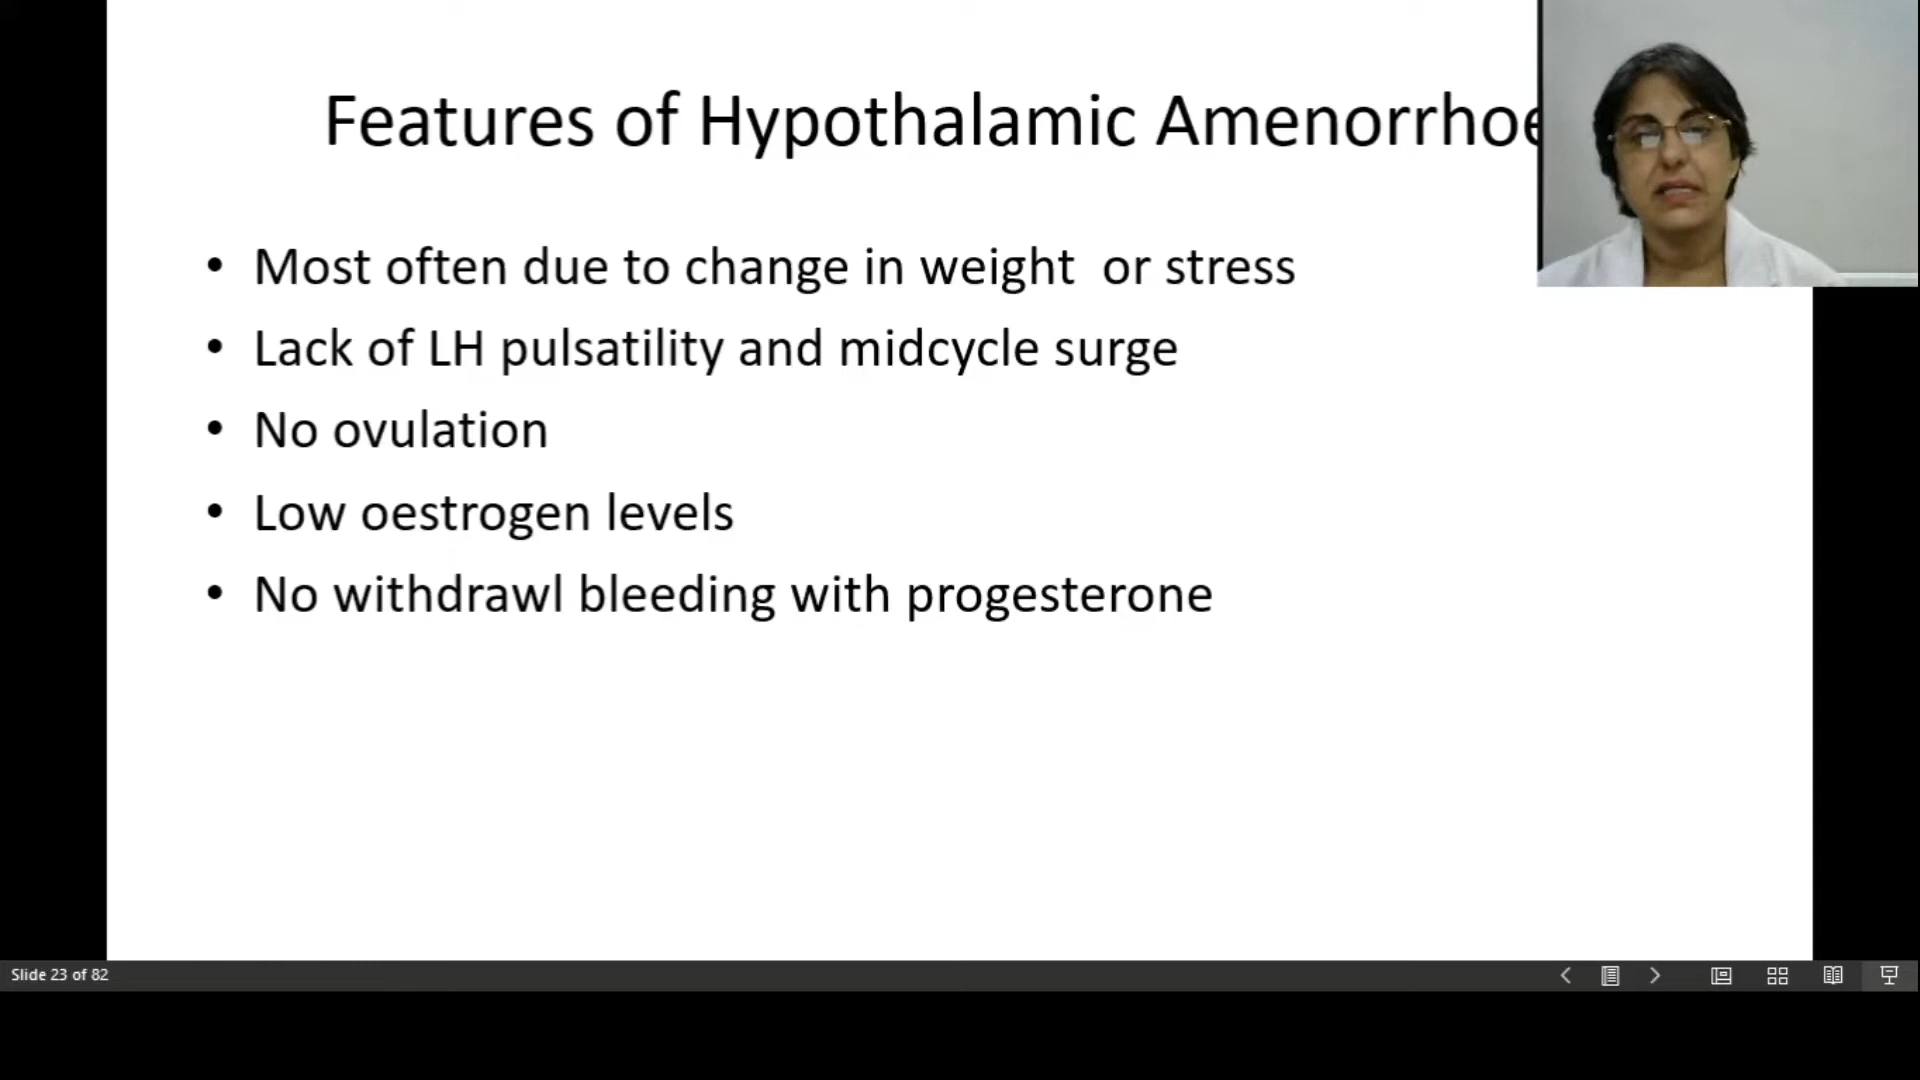 Features of Hypothalamic Amenorrhoe
• Most often due to change in weight or stress
• Lack of LH pulsatility and midcycle surge
• No ovulation
• Low oestrogen levels
• No withdrawl bleeding with progesterone
Slide 23 of 82